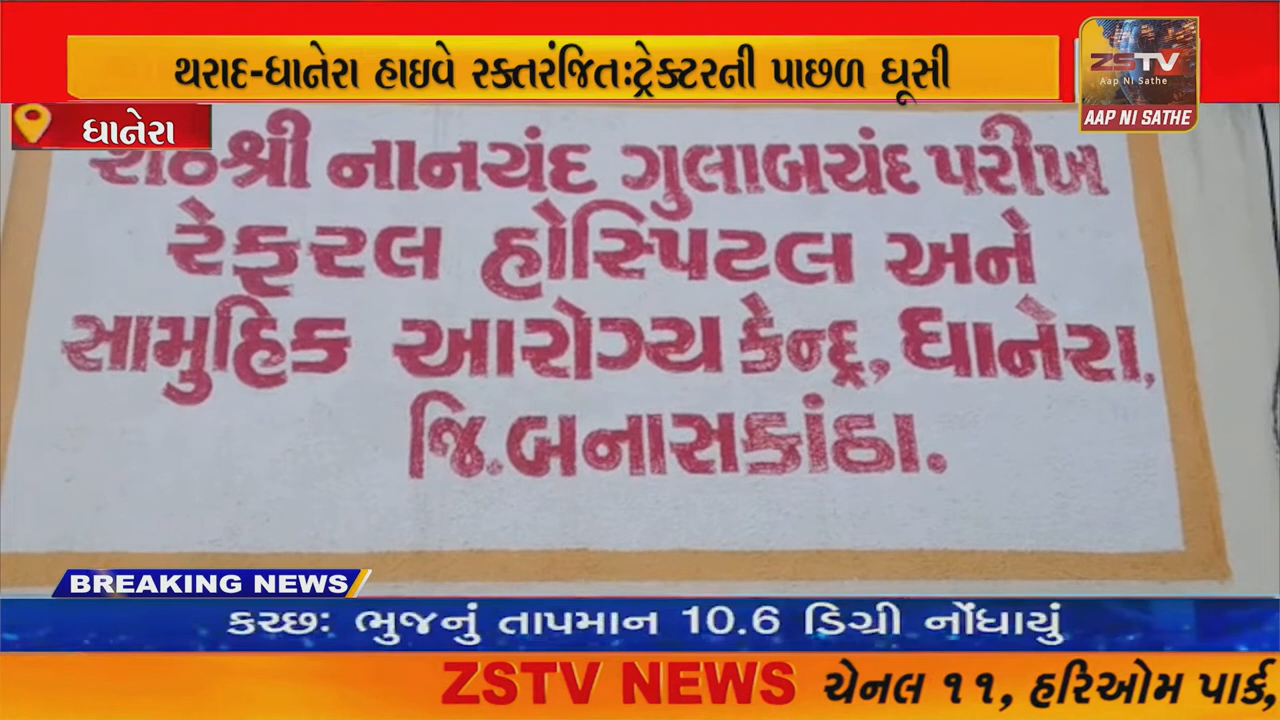 થરાદ-ધાનેરા હાઇવે રક્તરંજિત:ટ્રેક્ટરની પાછળ ઘૂસી
ZSTV
Aap Ni Sathe
AAP NI SATHE
ધાનેરા
શેઠશ્રી નાનચંદ ગુલાબચંદ પરીખ
રેફરલ હોસ્પિટલ અને
સામુહિક આરોગ્ય કેન્દ્ર, ધાનેરા,
જિ.બનાસકાંઠા.
BREAKING NEWS
કચ્છ: ભુજનું તાપમાન 10.6 ડિગ્રી નોંધાયું
ZSTV NEWS ચેનલ ૧૧, હરિઓમ પાર્ક,